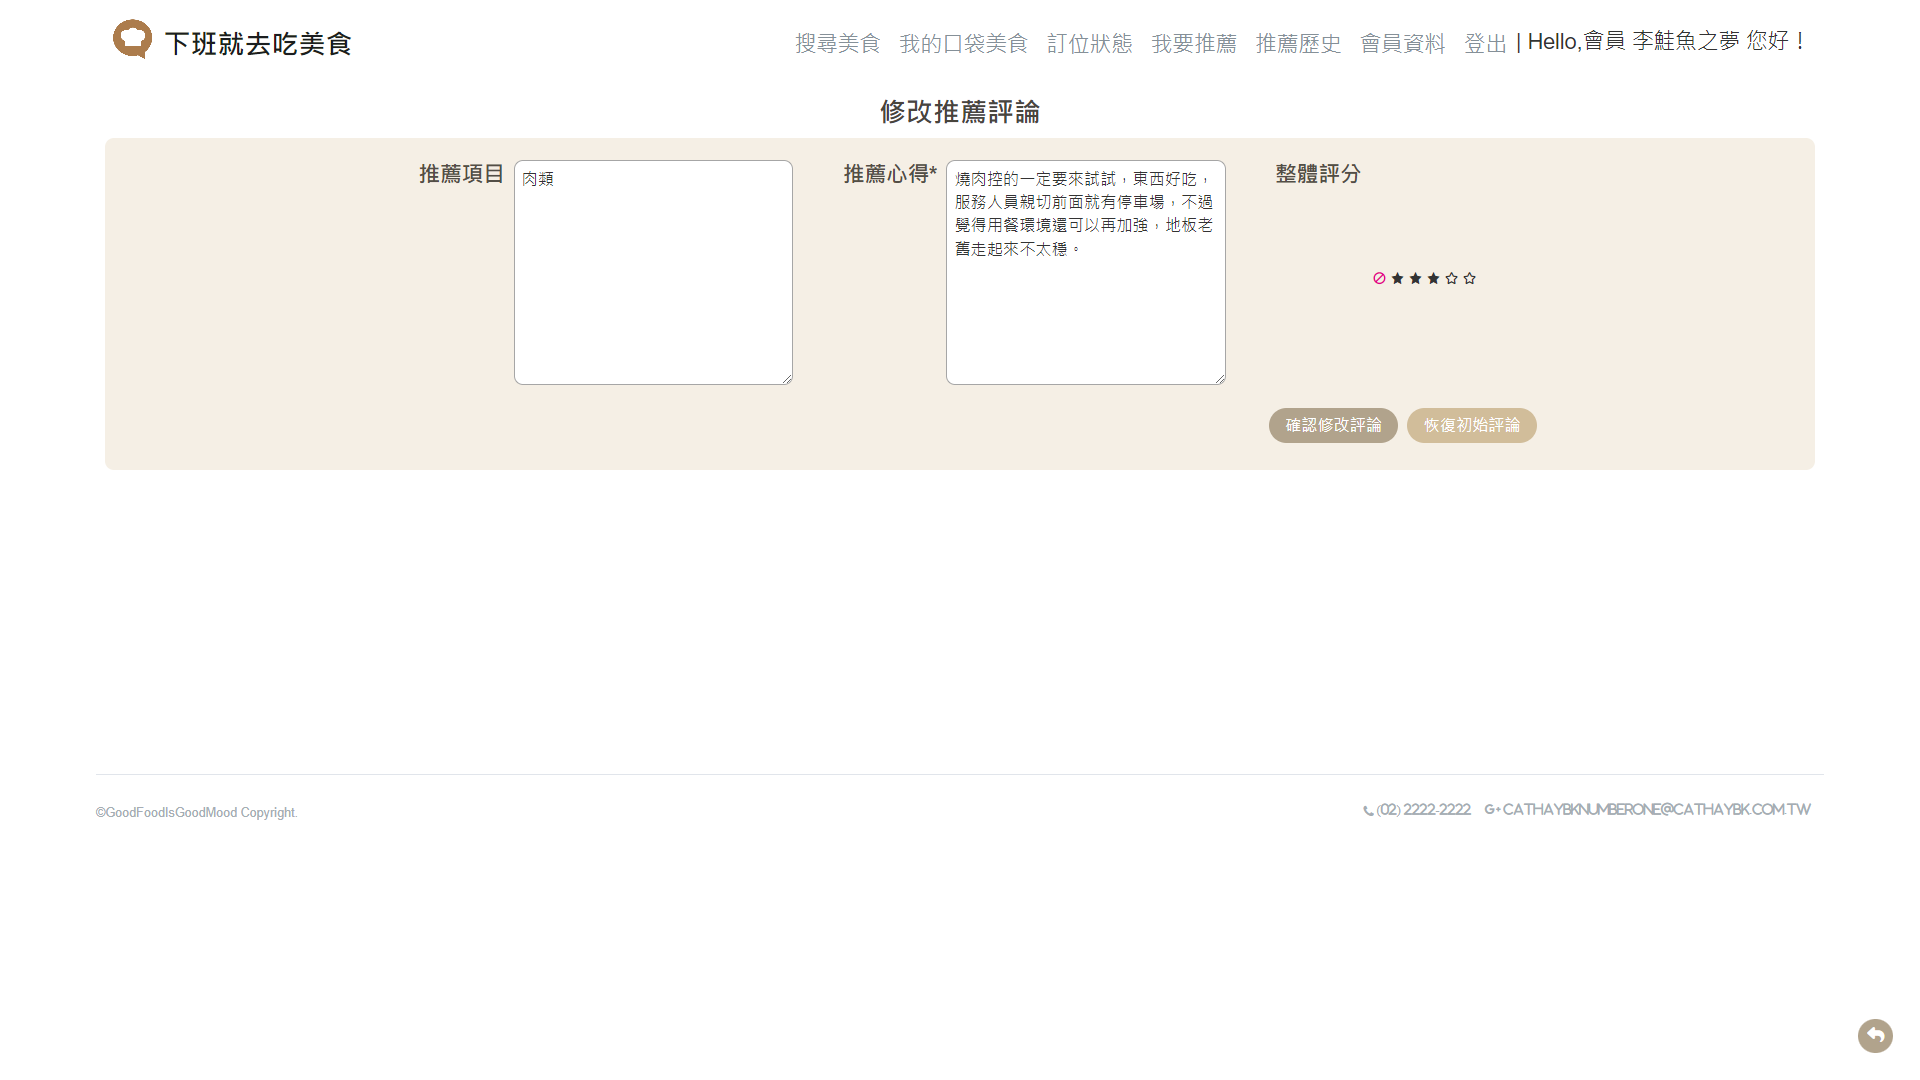 下班就去吃美食
搜尋美食 我的口袋美食 訂位狀態 我要推薦 推薦歷史 會員資料 登出 | Hello,會員 李鮭魚之夢 您好！
修改推薦評論
推薦項目
肉類
推薦心得*
燒肉控的一定要來試試，東西好吃，
服務人員親切前面就有停車場，不過
覺得用餐環境還可以再加強，地板老
舊走起來不太穩。
整體評分
確認修改評論 恢復初始評論
©GoodFoodIsGoodMood Copyright.
(02) 2222-2222 G+ CATHAYBKNUMBERONE@CATHAYBK.COM.TW